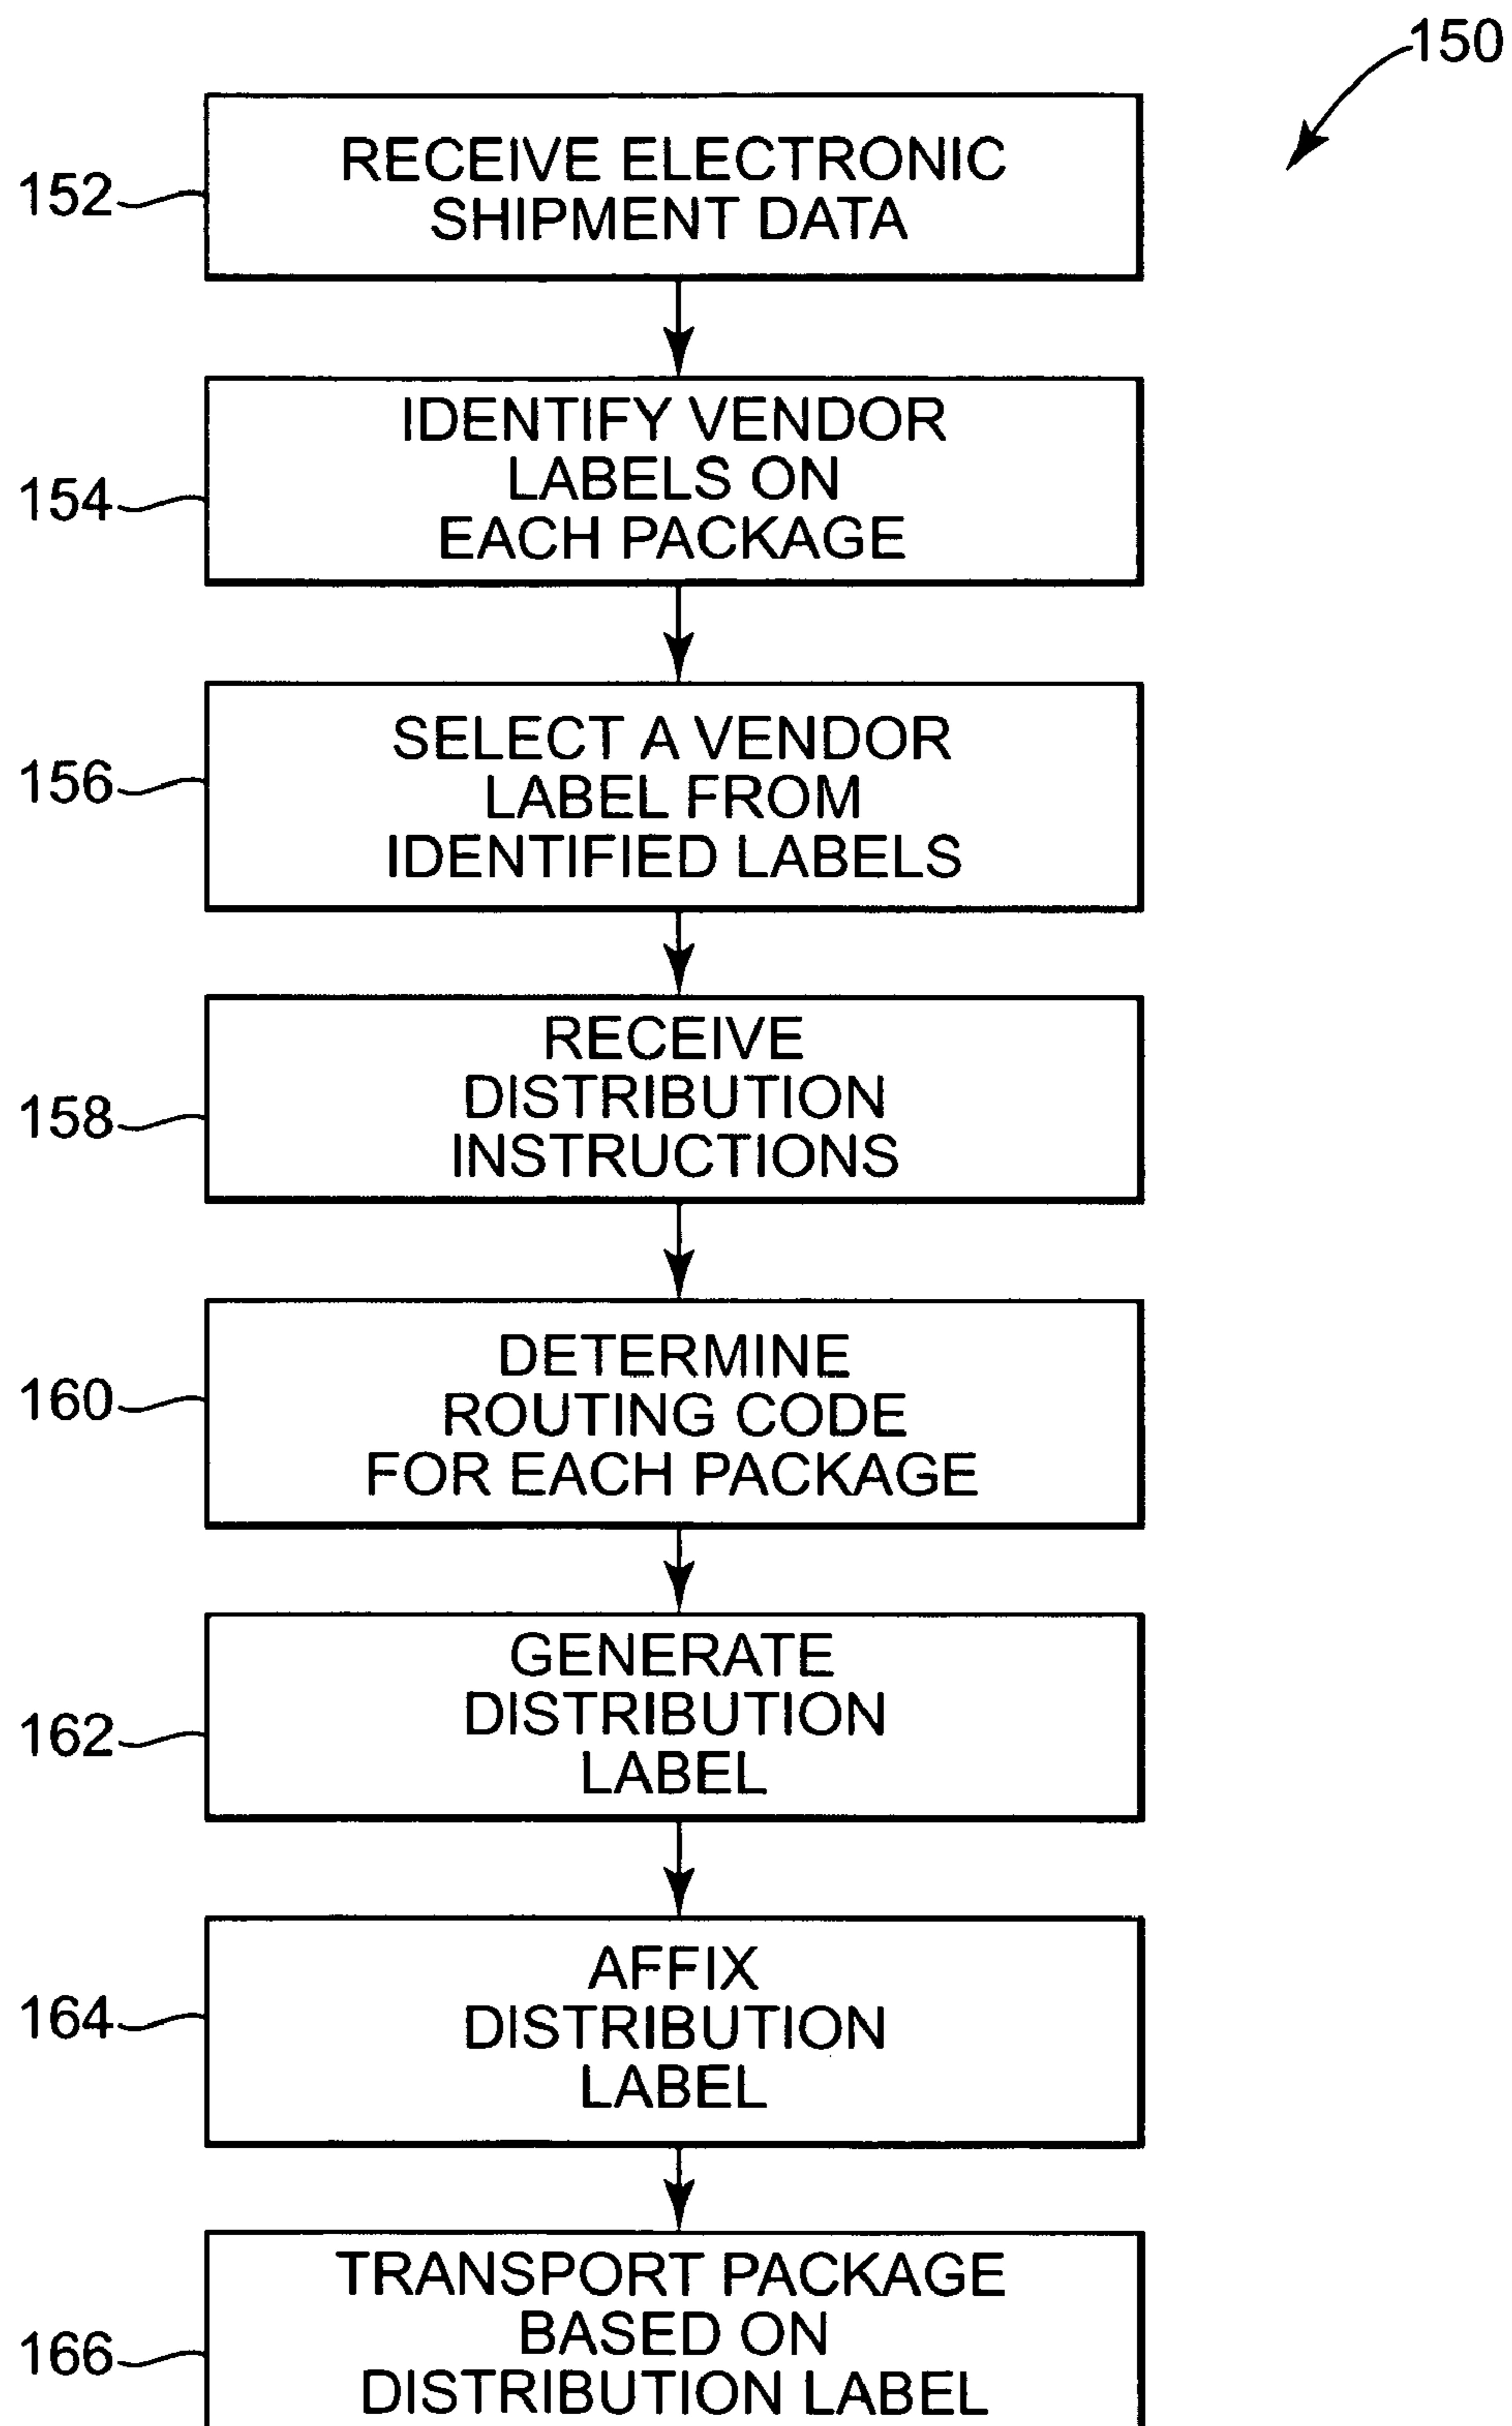 150
152
RECEIVE ELECTRONIC
SHIPMENT DATA
154
IDENTIFY VENDOR
LABELS ON
EACH PACKAGE
156
SELECT A VENDOR
LABEL FROM
IDENTIFIED LABELS
158
RECEIVE
DISTRIBUTION
INSTRUCTIONS
160
DETERMINE
ROUTING CODE
FOR EACH PACKAGE
162
GENERATE
DISTRIBUTION
LABEL
164
AFFIX
DISTRIBUTION
LABEL
166
TRANSPORT PACKAGE
BASED ON
DISTRIBUTION LABEL